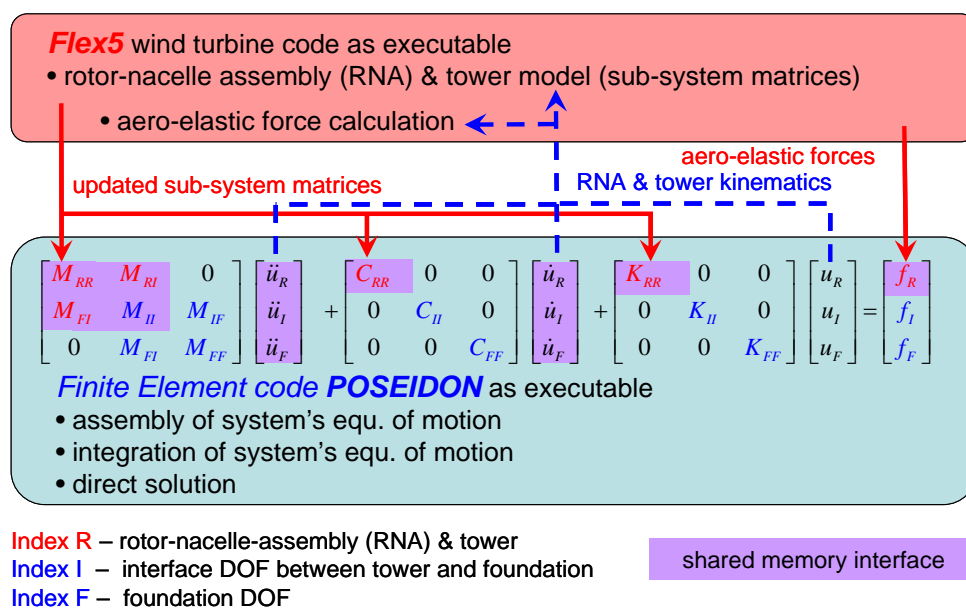 Flex5 wind turbine code as executable
• rotor-nacelle assembly (RNA) & tower model (sub-system matrices)
• aero-elastic force calculation
aero-elastic forces
updated sub-system matrices
RNA & tower kinematics
[M_RR M_RI 0] [ü_R] [C_RR 0 0] [u̇_R] [K_RR 0 0] [u_R] [f_R]
[M_FI M_II M_IF] [ü_I] + [0 C_II 0] [u̇_I] + [0 K_II 0] [u_I] = [f_I]
[0 M_FI M_FF] [ü_F] [0 0 C_FF] [u̇_F] [0 0 K_FF] [u_F] [f_F]
Finite Element code POSEIDON as executable
• assembly of system's equ. of motion
• integration of system's equ. of motion
• direct solution
Index R – rotor-nacelle-assembly (RNA) & tower
Index I – interface DOF between tower and foundation
Index F – foundation DOF
shared memory interface